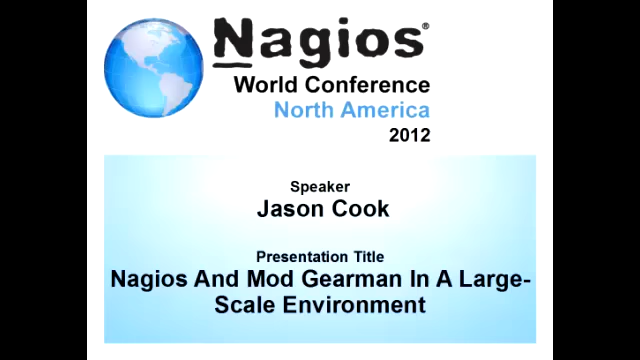 Nagios®
World Conference
North America
2012
Speaker
Jason Cook
Presentation Title
Nagios And Mod Gearman In A Large-
Scale Environment